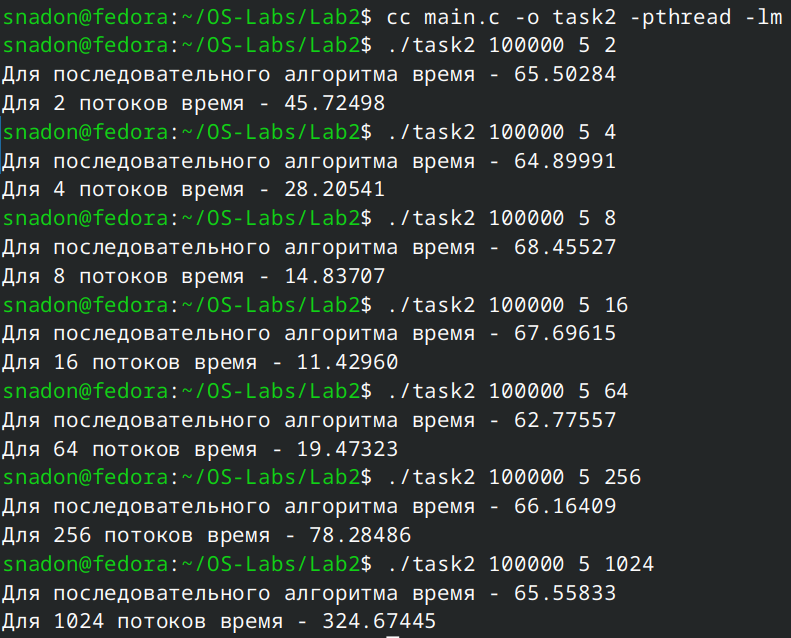 snadon@fedora:~/OS-Labs/Lab2$ cc main.c -o task2 -pthread -lm
snadon@fedora:~/OS-Labs/Lab2$ ./task2 100000 5 2
Для последовательного алгоритма время - 65.50284
Для 2 потоков время - 45.72498
snadon@fedora:~/OS-Labs/Lab2$ ./task2 100000 5 4
Для последовательного алгоритма время - 64.89991
Для 4 потоков время - 28.20541
snadon@fedora:~/OS-Labs/Lab2$ ./task2 100000 5 8
Для последовательного алгоритма время - 68.45527
Для 8 потоков время - 14.83707
snadon@fedora:~/OS-Labs/Lab2$ ./task2 100000 5 16
Для последовательного алгоритма время - 67.69615
Для 16 потоков время - 11.42960
snadon@fedora:~/OS-Labs/Lab2$ ./task2 100000 5 64
Для последовательного алгоритма время - 62.77557
Для 64 потоков время - 19.47323
snadon@fedora:~/OS-Labs/Lab2$ ./task2 100000 5 256
Для последовательного алгоритма время - 66.16409
Для 256 потоков время - 78.28486
snadon@fedora:~/OS-Labs/Lab2$ ./task2 100000 5 1024
Для последовательного алгоритма время - 65.55833
Для 1024 потоков время - 324.67445